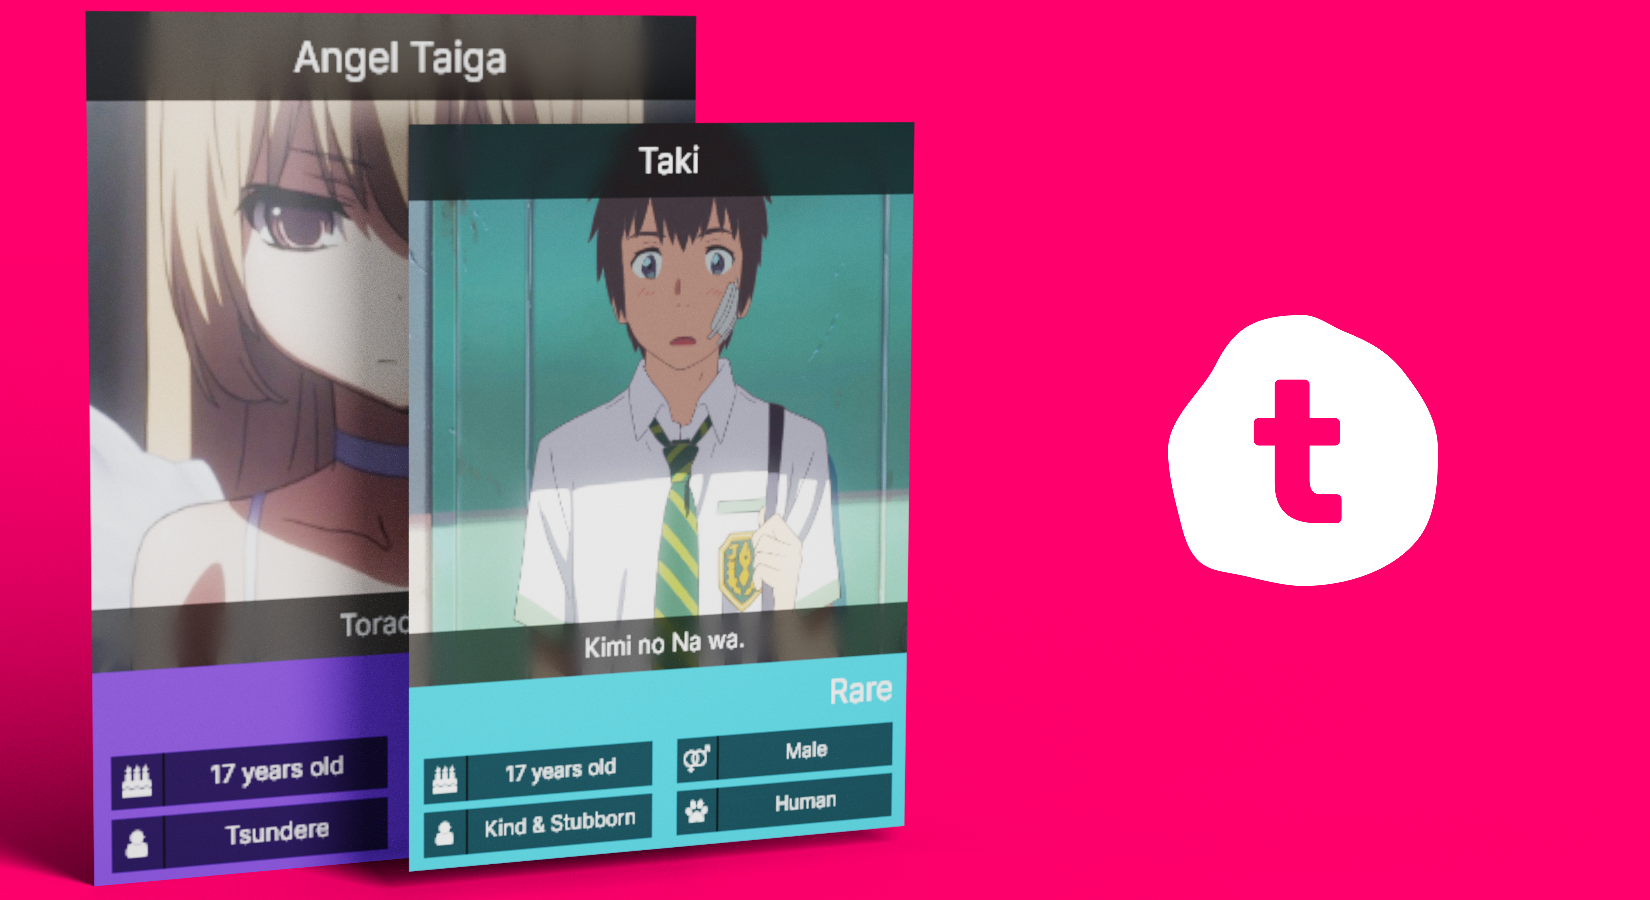 Angel Taiga
17 years old
Tsundere
Taki
Kimi no Na wa.
Rare
17 years old
Male
Kind & Stubborn
Human
t